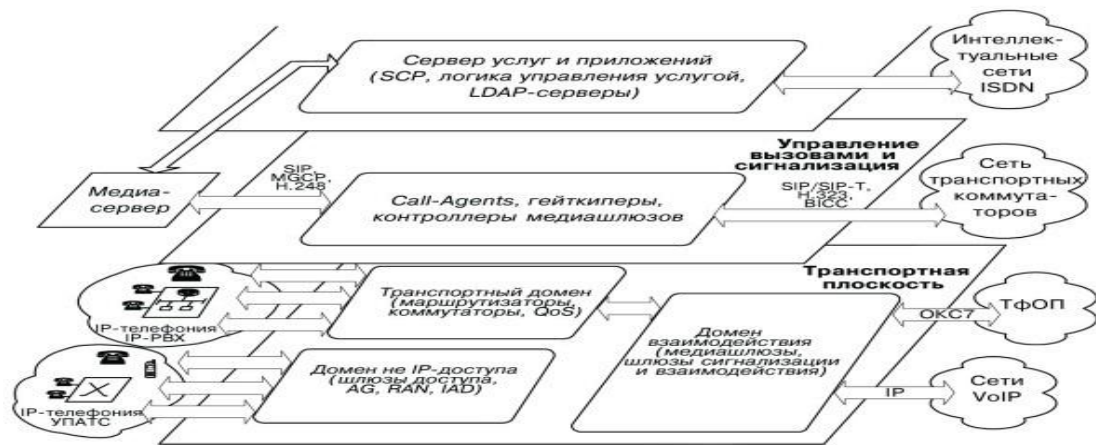 Сервер услуг и приложений
(SCP, логика управления услугой,
LDAP-серверы)
Интеллек-
туальные
сети
ISDN
Управление
вызовами и
сигнализация
Медиа-
сервер
SIP,
MGCP,
H.248
Call-Agents, гейткиперы,
контроллеры медиашлюзов
SIP/SIP-T,
H.323,
BICC
Сеть
транспортных
коммута-
торов
Транспортная
плоскость
IP-телефония
IP-PBX
Транспортный домен
(маршрутизаторы,
коммутаторы, QoS)
Домен
взаимодействия
(медиашлюзы,
шлюзы сигнализации
и взаимодействия)
ОКС7
ТфОП
IP-телефония
УПАТС
Домен не IP-доступа
(шлюзы доступа,
AG, RAN, IAD)
IP
Сети
VoIP